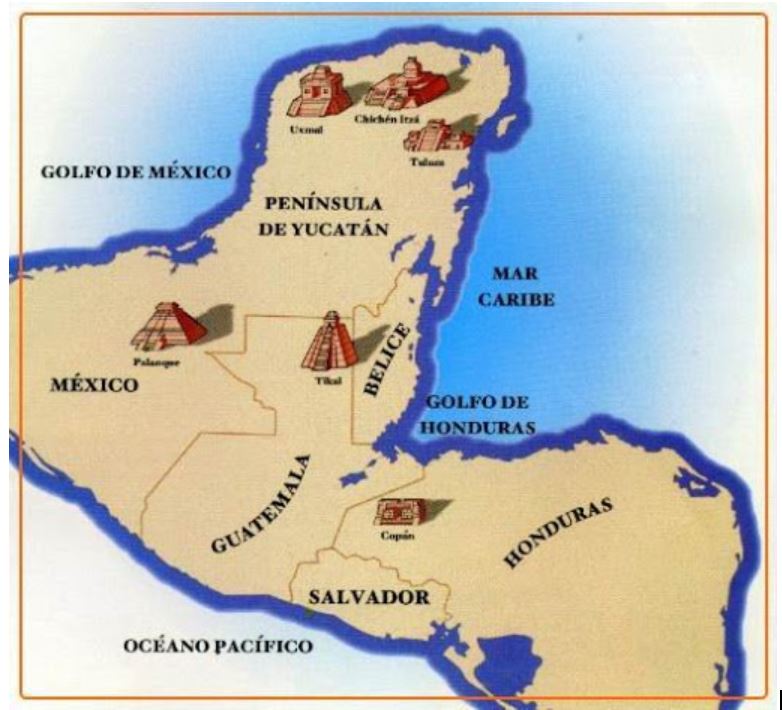 Uxmal
Chichén Itzá
Tulum
GOLFO DE MÉXICO
PENÍNSULA
DE YUCATÁN
MAR
CARIBE
Palanque
Tikal
BELICE
MÉXICO
GOLFO DE
HONDURAS
GUATEMALA
Copán
HONDURAS
SALVADOR
OCÉANO PACÍFICO